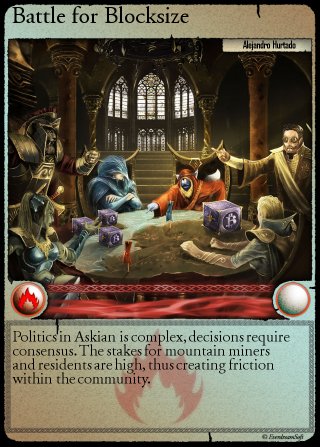 Battle for Blocksize
Alejandro Hurtado
Politics in Askian is complex, decisions require
consensus. The stakes for mountain miners
and residents are high, thus creating friction
within the community.
© EverdreamSoft